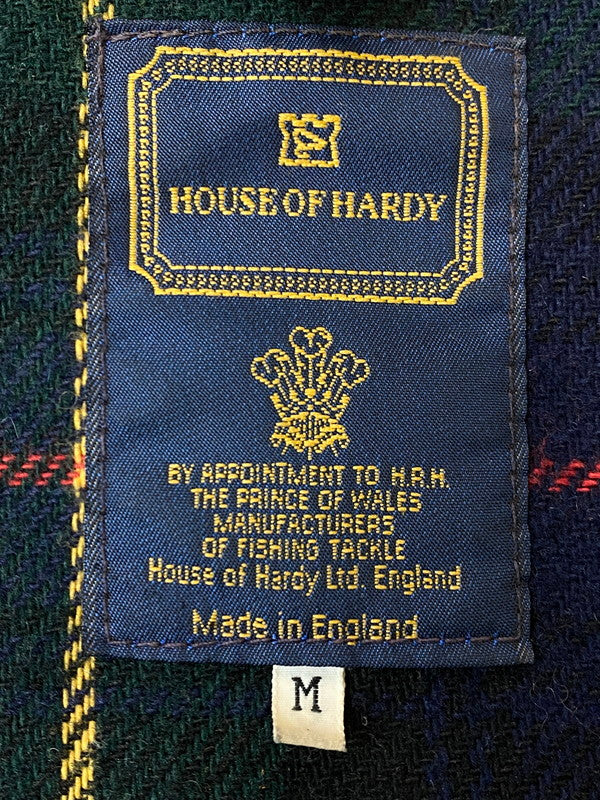 HOUSE OF HARDY
BY APPOINTMENT TO H.R.H.
THE PRINCE OF WALES
MANUFACTURERS
OF FISHING TACKLE
House of Hardy Ltd. England
Made in England
M